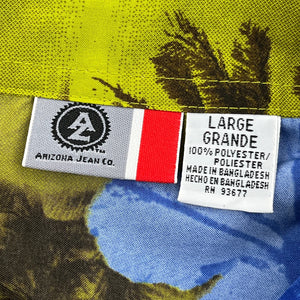 AZ
ARIZONA JEAN CO.
LARGE
GRANDE
100% POLYESTER/
POLIESTER
MADE IN BANGLADESH
HECHO EN BANGLADESH
RN 93677